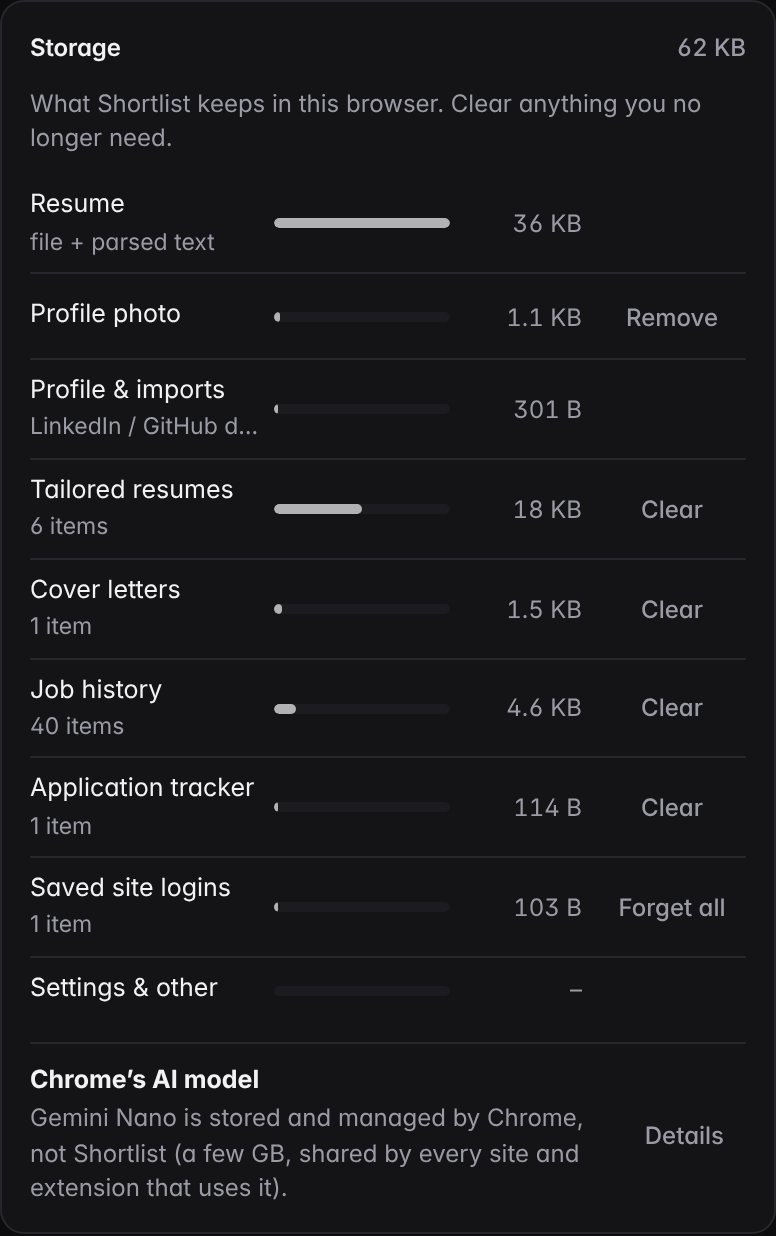 Storage 62 KB
What Shortlist keeps in this browser. Clear anything you no
longer need.
Resume
file + parsed text
36 KB
Profile photo 1.1 KB Remove
Profile & imports
LinkedIn / GitHub d...
301 B
Tailored resumes
6 items
18 KB Clear
Cover letters
1 item
1.5 KB Clear
Job history
40 items
4.6 KB Clear
Application tracker
1 item
114 B Clear
Saved site logins
1 item
103 B Forget all
Settings & other –
Chrome’s AI model
Gemini Nano is stored and managed by Chrome,
not Shortlist (a few GB, shared by every site and
extension that uses it).
Details